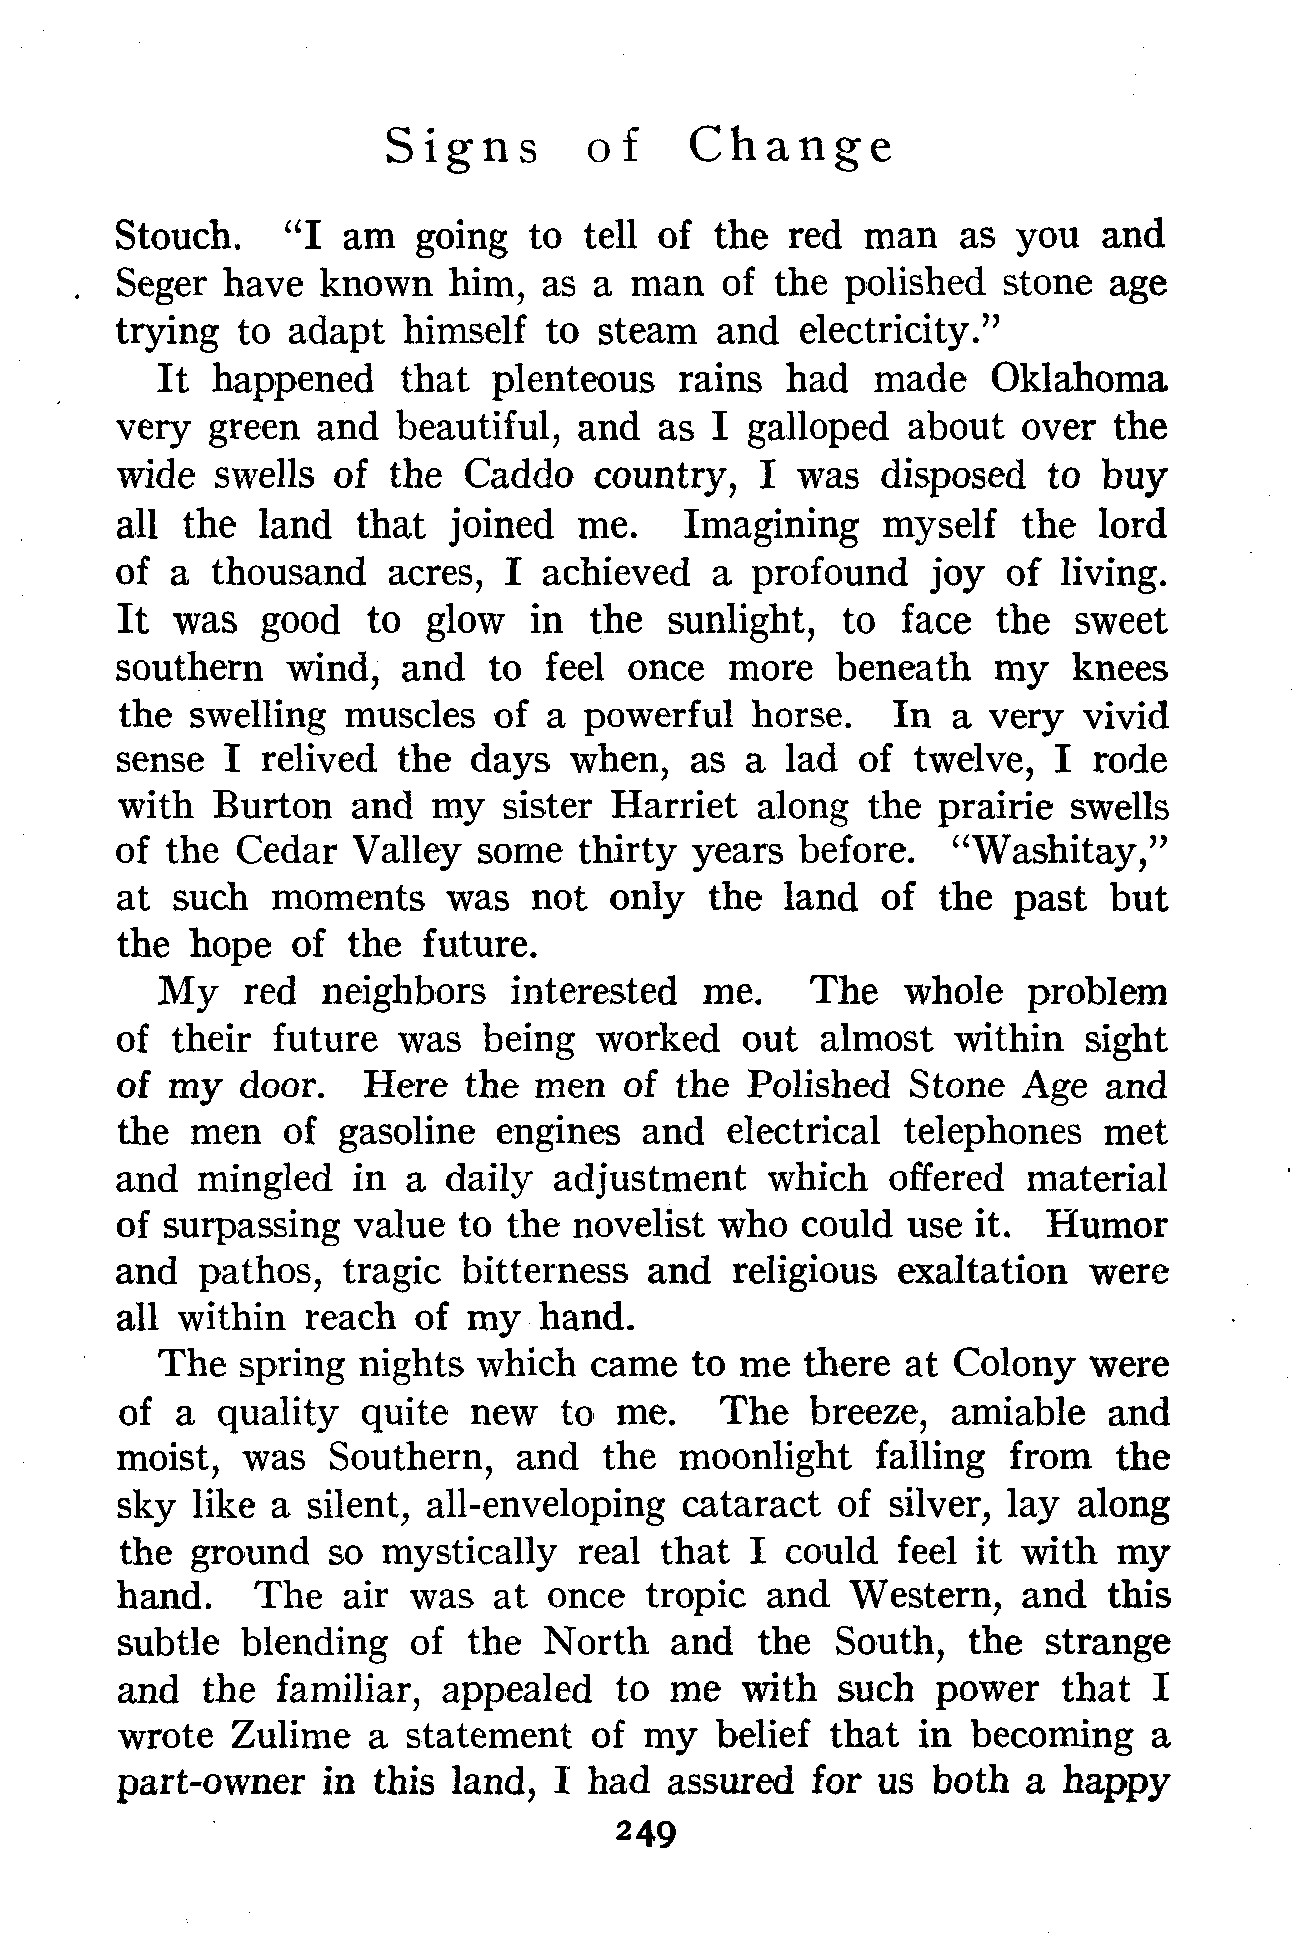 Signs of Change
Stouch. "I am going to tell of the red man as you and
Seger have known him, as a man of the polished stone age
trying to adapt himself to steam and electricity."
It happened that plenteous rains had made Oklahoma
very green and beautiful, and as I galloped about over the
wide swells of the Caddo country, I was disposed to buy
all the land that joined me. Imagining myself the lord
of a thousand acres, I achieved a profound joy of living.
It was good to glow in the sunlight, to face the sweet
southern wind, and to feel once more beneath my knees
the swelling muscles of a powerful horse. In a very vivid
sense I relived the days when, as a lad of twelve, I rode
with Burton and my sister Harriet along the prairie swells
of the Cedar Valley some thirty years before. "Washitay,"
at such moments was not only the land of the past but
the hope of the future.
My red neighbors interested me. The whole problem
of their future was being worked out almost within sight
of my door. Here the men of the Polished Stone Age and
the men of gasoline engines and electrical telephones met
and mingled in a daily adjustment which offered material
of surpassing value to the novelist who could use it. Humor
and pathos, tragic bitterness and religious exaltation were
all within reach of my hand.
The spring nights which came to me there at Colony were
of a quality quite new to me. The breeze, amiable and
moist, was Southern, and the moonlight falling from the
sky like a silent, all-enveloping cataract of silver, lay along
the ground so mystically real that I could feel it with my
hand. The air was at once tropic and Western, and this
subtle blending of the North and the South, the strange
and the familiar, appealed to me with such power that I
wrote Zulime a statement of my belief that in becoming a
part-owner in this land, I had assured for us both a happy
249